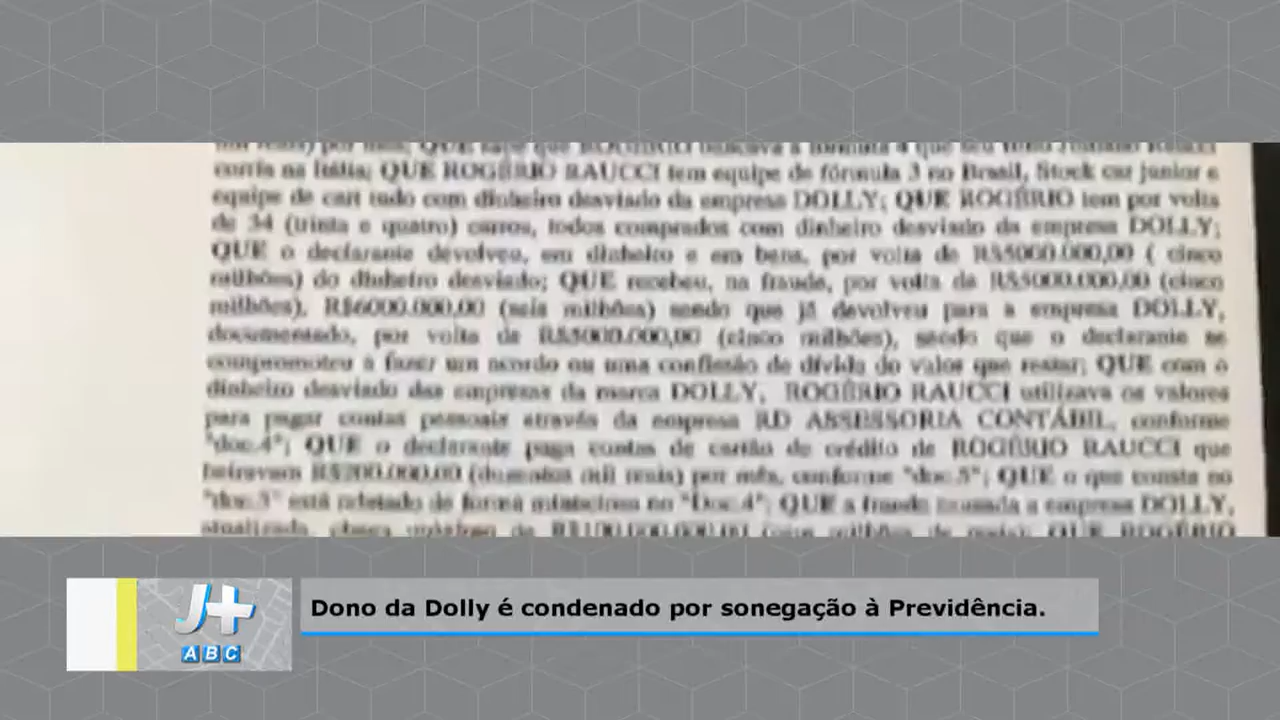 corria na Itália; QUE ROGÉRIO RAUCCI tem equipe de fórmula 3 no Brasil, Stock car junior e
equipe de cart tudo com dinheiro desviado da empresa DOLLY; QUE ROGÉRIO tem por volta
de 34 (trinta e quatro) carros, todos comprados com dinheiro desviado da empresa DOLLY;
QUE o declarante devolveu, em dinheiro e em bens, por volta de R$5000.000,00 ( cinco
milhões) do dinheiro desviado; QUE recebeu, na fraude, por volta de R$5000.000,00 (cinco
milhões), R$6000.000,00 (seis milhões) sendo que já devolveu para a empresa DOLLY,
documentado, por volta de R$5000.000,00 (cinco milhões), sendo que o declarante se
comprometeu a fazer um acordo ou uma confissão de dívida do valor que restar; QUE com o
dinheiro desviado das empresas da marca DOLLY, ROGÉRIO RAUCCI utilizava os valores
para pagar contas pessoais através da empresa RD ASSESSORIA CONTÁBIL, conforme
"doc.4"; QUE o declarante paga contas de cartão de crédito de ROGÉRIO RAUCCI que
beiravam R$200.000,00 (duzentos mil reais) por mês, conforme "doc.5"; QUE o que consta no
"doc.3" está relatado de forma no "Doc.4"; QUE a fraude causada a empresa DOLLY,
J+
ABC
Dono da Dolly é condenado por sonegação à Previdência.